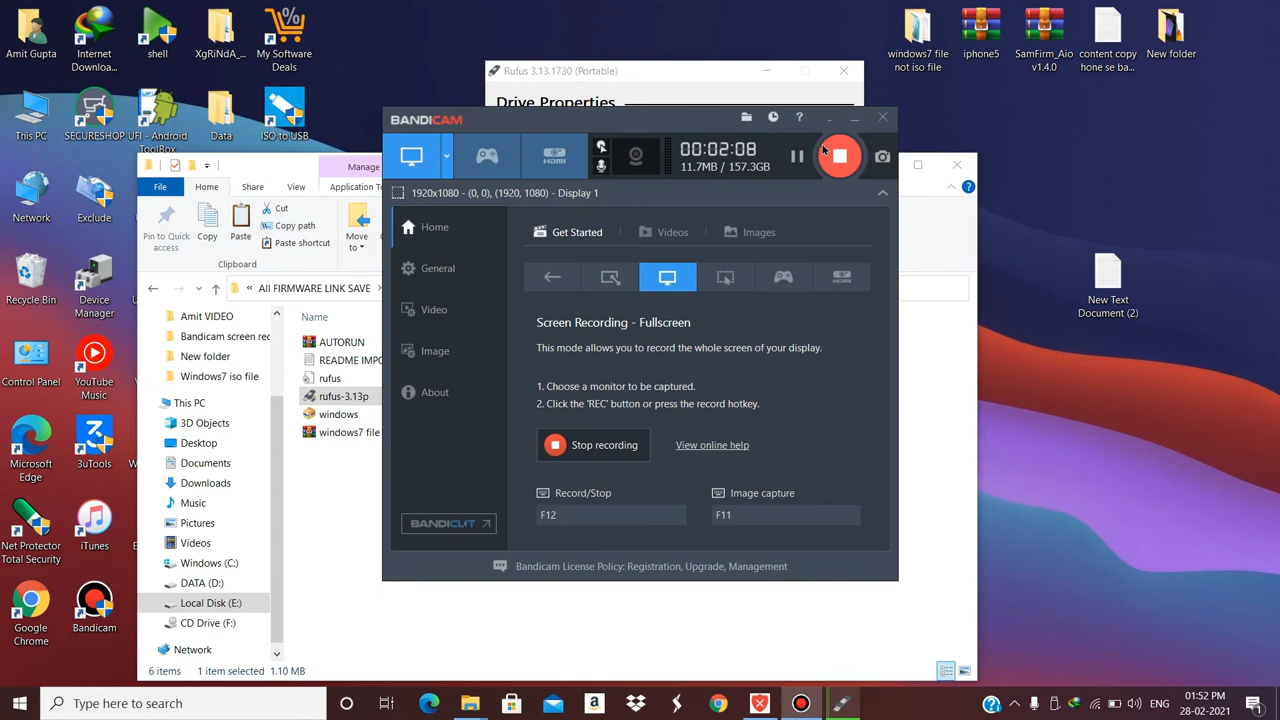 Amit Gupta
Internet Downloa...
shell
XgRiNdA_...
My Software Deals
windows7 not iso file
iphone5
SamFirm_Aio v1.4.0
content copy hone se ba...
New folder
Rufus 3.13.1730 (Portable)
Drive Properties
BANDICAM
This PC
SECURESHOP
UFI - Android ToolBox
Data
ISO to USB
HDMI
00:02:08
11.7MB / 157.3GB
Manage
File
Home
Share
View
Application To
1920x1080 - (0, 0), (1920, 1080) - Display 1
Network
Exclude
Pin to Quick access
Copy
Paste
Cut
Copy path
Paste shortcut
Move to
Clipboard
Home
General
Video
Image
About
Get Started
Videos
Images
HDMI
Recycle Bin
Device Manager
« All FIRMWARE LINK SAVE
New Text Document (2)
Screen Recording - Fullscreen
This mode allows you to record the whole screen of your display.
1. Choose a monitor to be captured.
2. Click the 'REC' button or press the record hotkey.
Stop recording
View online help
Record/Stop
Image capture
F12
F11
BANDICUT
Bandicam License Policy: Registration, Upgrade, Management
Control Panel
YouTube Music
Amit VIDEO
Bandicam screen rec
New folder
Windows7 iso file
This PC
3D Objects
Desktop
Documents
Downloads
Music
Pictures
Videos
Windows (C:)
DATA (D:)
Local Disk (E:)
CD Drive (F:)
Network
Name
AUTORUN
README IMPO
rufus
rufus-3.13p
windows
windows7 file
Microsoft Edge
3uTools
W
Net Protector Total Security
iTunes
Google Chrome
Bandicam
6 items
1 item selected 1.10 MB
Type here to search
ENG
01:52 PM
28-02-2021
1